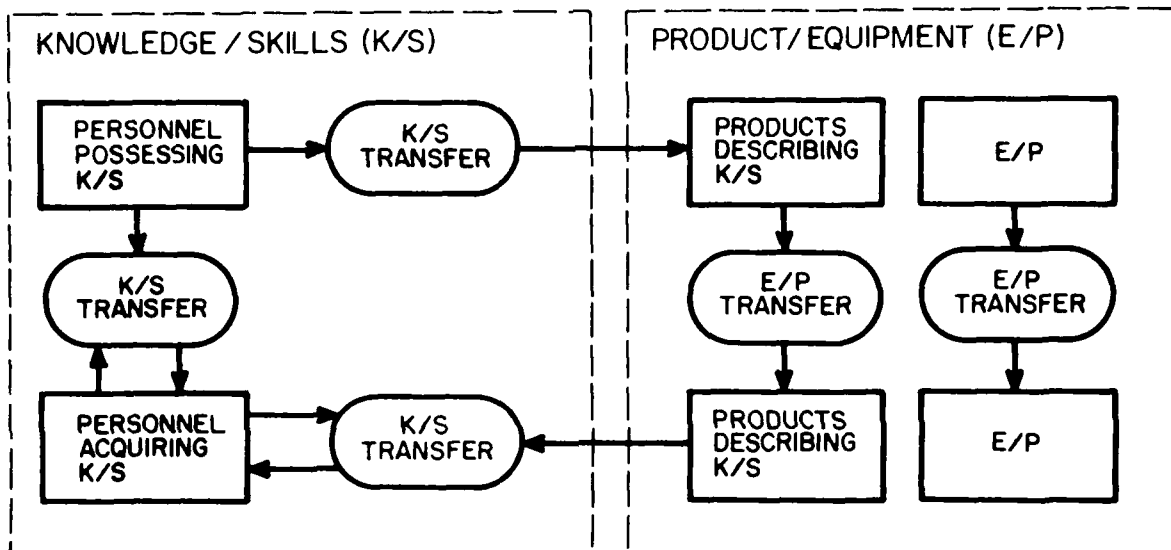 KNOWLEDGE / SKILLS (K/S)
PERSONNEL
POSSESSING
K/S
K/S
TRANSFER
K/S
TRANSFER
PERSONNEL
ACQUIRING
K/S
K/S
TRANSFER
PRODUCT/ EQUIPMENT (E/P)
PRODUCTS
DESCRIBING
K/S
E/P
E/P
TRANSFER
E/P
TRANSFER
PRODUCTS
DESCRIBING
K/S
E/P